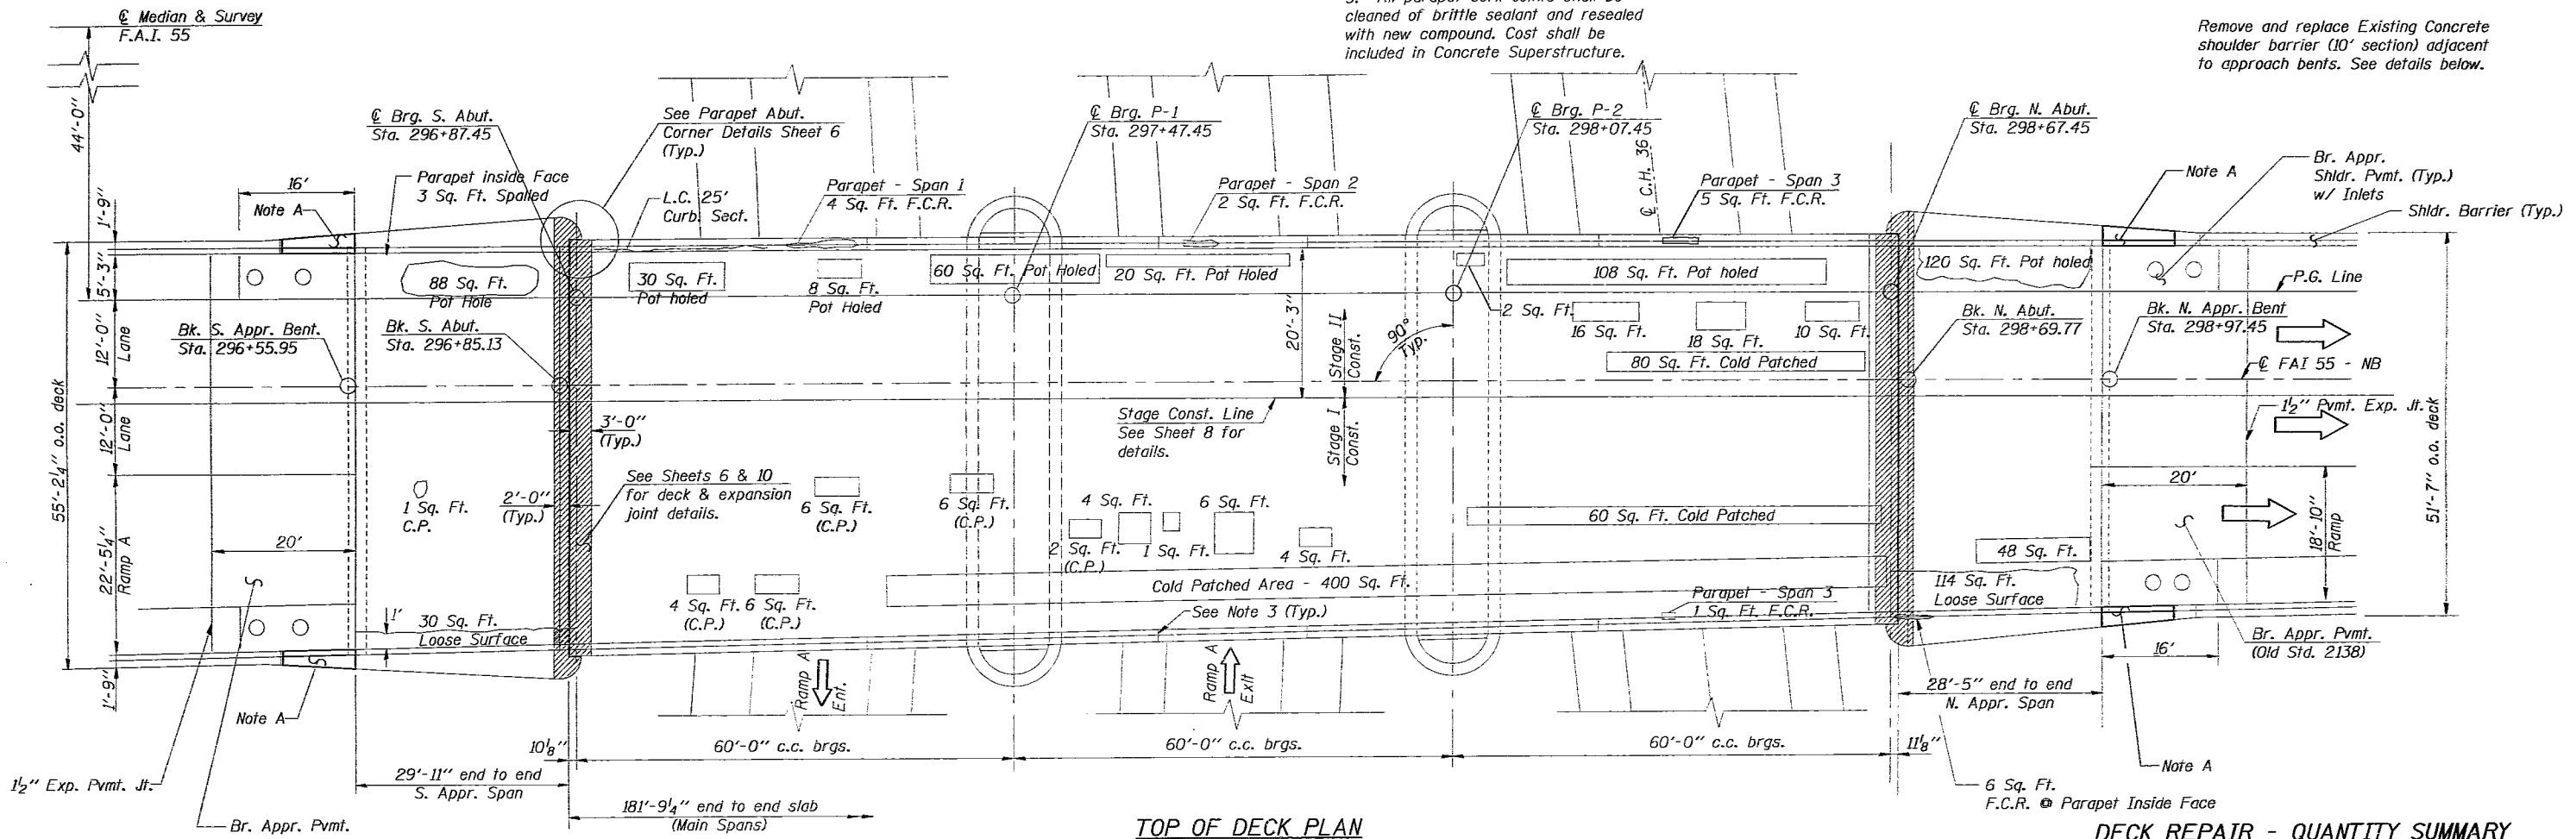 ℄ Median & Survey
F.A.I. 55
cleaned of brittle sealant and resealed
with new compound. Cost shall be
included in Concrete Superstructure.
Remove and replace Existing Concrete
shoulder barrier (10' section) adjacent
to approach bents. See details below.
44'-0"
℄ Brg. S. Abut.
Sta. 296+87.45
See Parapet Abut.
Corner Details Sheet 6
(Typ.)
℄ Brg. P-1
Sta. 297+47.45
℄ Brg. P-2
Sta. 298+07.45
℄ C.H. 36
℄ Brg. N. Abut.
Sta. 298+67.45
16'
Note A
Parapet inside Face
3 Sq. Ft. Spalled
L.C. 25'
Curb. Sect.
Parapet - Span 1
4 Sq. Ft. F.C.R.
Parapet - Span 2
2 Sq. Ft. F.C.R.
Parapet - Span 3
5 Sq. Ft. F.C.R.
Note A
Br. Appr.
Shldr. Pvmt. (Typ.)
w/ Inlets
Shldr. Barrier (Typ.)
1'-9"
5'-3"
88 Sq. Ft.
Pot Hole
30 Sq. Ft.
Pot holed
8 Sq. Ft.
Pot Holed
60 Sq. Ft. Pot Holed
20 Sq. Ft. Pot Holed
108 Sq. Ft. Pot holed
120 Sq. Ft. Pot holed
P.G. Line
12'-0"
Lane
Bk. S. Appr. Bent.
Sta. 296+55.95
Bk. S. Abut.
Sta. 296+85.13
20'-3"
Stage II
Const.
90°
Typ.
2 Sq. Ft.
16 Sq. Ft.
18 Sq. Ft.
10 Sq. Ft.
80 Sq. Ft. Cold Patched
Bk. N. Abut.
Sta. 298+69.77
Bk. N. Appr. Bent
Sta. 298+97.45
℄ FAI 55 - NB
55'-2¼" o.o. deck
12'-0"
Lane
3'-0"
(Typ.)
Stage Const. Line
See Sheet 8 for
details.
Stage I
Const.
1½" Pvmt. Exp. Jt.
51'-7" o.o. deck
22'-5¼"
Ramp A
20'
1 Sq. Ft.
C.P.
2'-0"
(Typ.)
See Sheets 6 & 10
for deck & expansion
joint details.
6 Sq. Ft.
(C.P.)
6 Sq. Ft.
(C.P.)
4 Sq. Ft.
6 Sq. Ft.
2 Sq. Ft.
(C.P.)
1 Sq. Ft.
4 Sq. Ft.
60 Sq. Ft. Cold Patched
20'
18'-10"
Ramp
48 Sq. Ft.
4 Sq. Ft.
(C.P.)
6 Sq. Ft.
(C.P.)
Cold Patched Area - 400 Sq. Ft.
See Note 3 (Typ.)
Parapet - Span 3
1 Sq. Ft. F.C.R.
114 Sq. Ft.
Loose Surface
1'
30 Sq. Ft.
Loose Surface
1'-9"
Note A
Ramp A
Ent.
Ramp A
Exit
Br. Appr. Pvmt.
(Old Std. 2138)
16'
28'-5" end to end
N. Appr. Span
10⅛"
60'-0" c.c. brgs.
60'-0" c.c. brgs.
60'-0" c.c. brgs.
11⅛"
Note A
1½" Exp. Pvmt. Jt.
29'-11" end to end
S. Appr. Span
6 Sq. Ft.
F.C.R. @ Parapet Inside Face
181'-9¼" end to end slab
(Main Spans)
Br. Appr. Pvmt.
TOP OF DECK PLAN
DECK REPAIR - QUANTITY SUMMARY